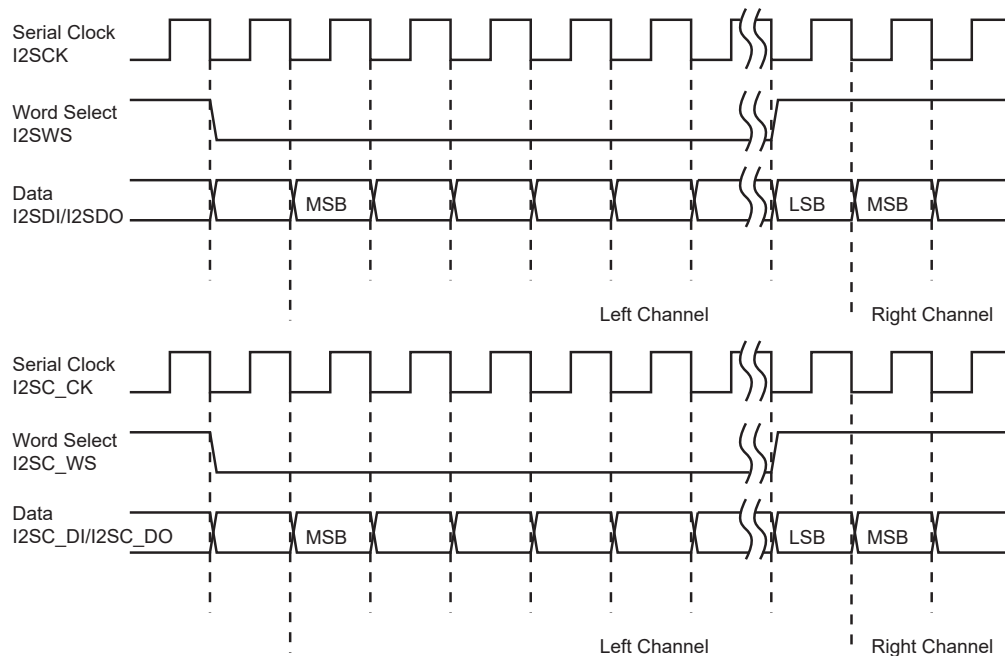 Serial Clock
I2SCK
Word Select
I2SWS
Data
I2SDI/I2SDO
MSB
LSB
MSB
Left Channel
Right Channel
Serial Clock
I2SC_CK
Word Select
I2SC_WS
Data
I2SC_DI/I2SC_DO
MSB
LSB
MSB
Left Channel
Right Channel